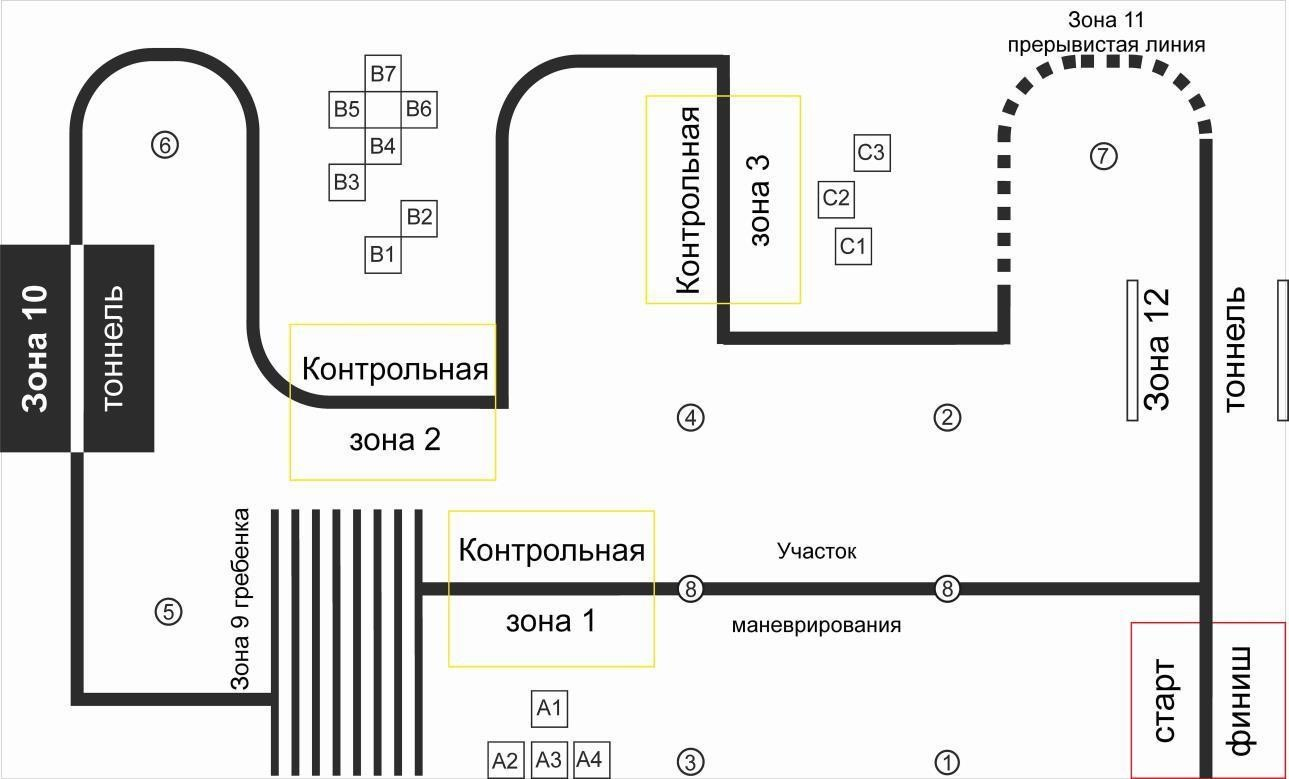 Зона 11
прерывистая линия
B7
B5
B6
B4
B3
B2
B1
6
Контрольная
зона 3
C3
C2
C1
7
Зона 10
тоннель
Контрольная
зона 2
4
2
Зона 12
тоннель
Зона 9 гребенка
5
Контрольная
зона 1
8
8
Участок
маневрирования
старт
финиш
A1
A2
A3
A4
3
1